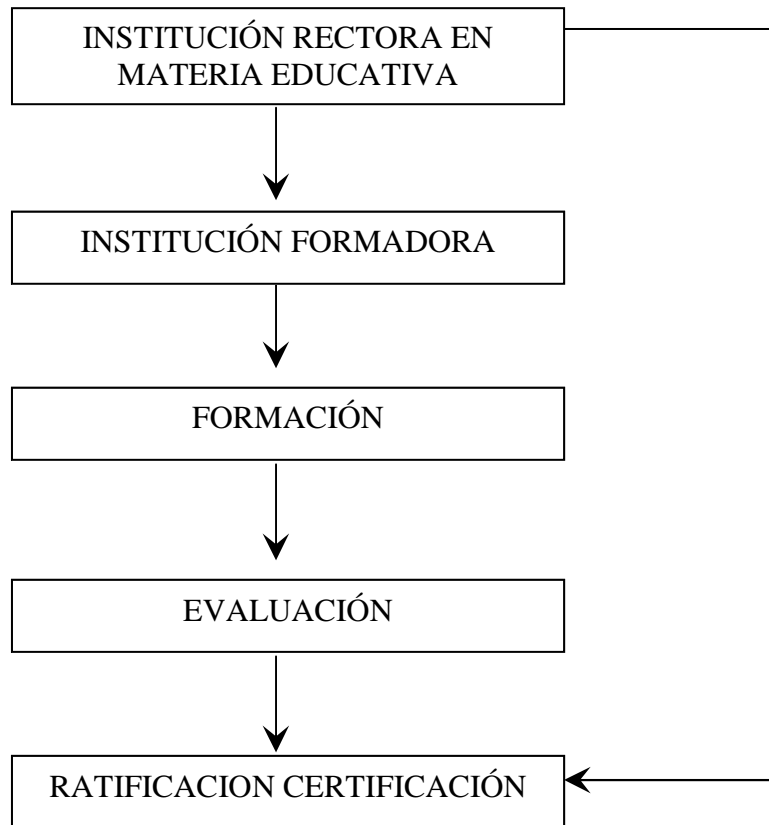 INSTITUCIÓN RECTORA EN
MATERIA EDUCATIVA
INSTITUCIÓN FORMADORA
FORMACIÓN
EVALUACIÓN
RATIFICACION CERTIFICACIÓN